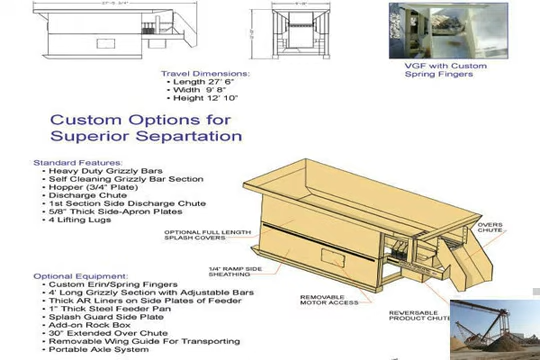 27'-5 3/4"
VGF with Custom
Spring Fingers
Travel Dimensions:
• Length 27' 6"
• Width 9' 8"
• Height 12' 10"
Custom Options for
Superior Separtation
Standard Features:
• Heavy Duty Grizzly Bars
• Self Cleaning Grizzly Bar Section
• Hopper (3/4" Plate)
• Discharge Chute
• 1st Section Side Discharge Chute
• 5/8" Thick Side-Apron Plates
• 4 Lifting Lugs
OPTIONAL FULL LENGTH
SPLASH COVERS
OVERS
CHUTE
1/4" RAMP SIDE
SHEATHING
REMOVABLE
MOTOR ACCESS
REVERSABLE
PRODUCT CHUTE
Optional Equipment:
• Custom Erin/Spring Fingers
• 4' Long Grizzly Section with Adjustable Bars
• Thick AR Liners on Side Plates of Feeder
• 1" Thick Steel Feeder Pan
• Splash Guard Side Plate
• Add-on Rock Box
• 30" Extended Over Chute
• Removable Wing Guide For Transporting
• Portable Axle System